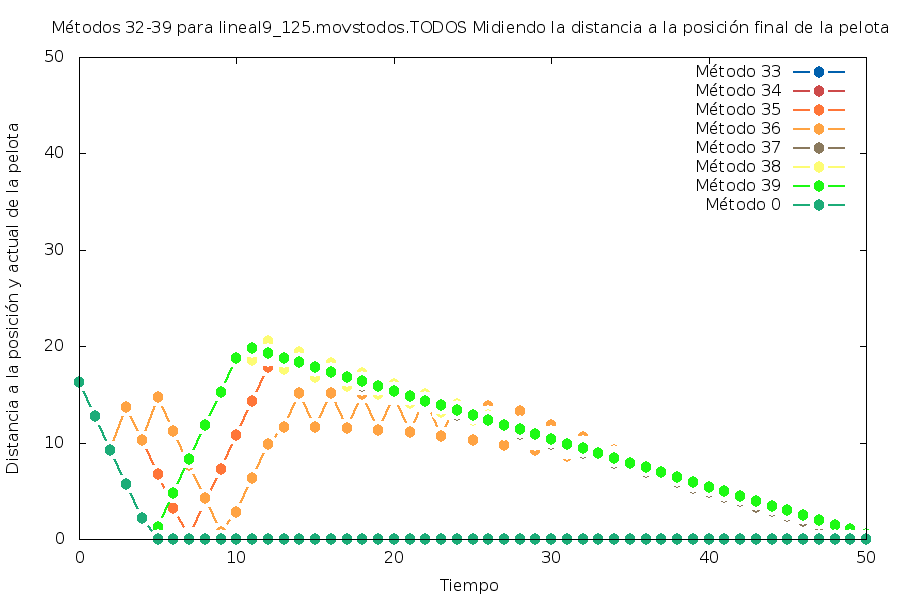 Métodos 32-39 para lineal9_125.movstodos.TODOS Midiendo la distancia a la posición final de la pelota
Distancia a la posición y actual de la pelota
50
40
30
20
10
0
Método 33
Método 34
Método 35
Método 36
Método 37
Método 38
Método 39
Método 0
0
10
20
30
40
50
Tiempo